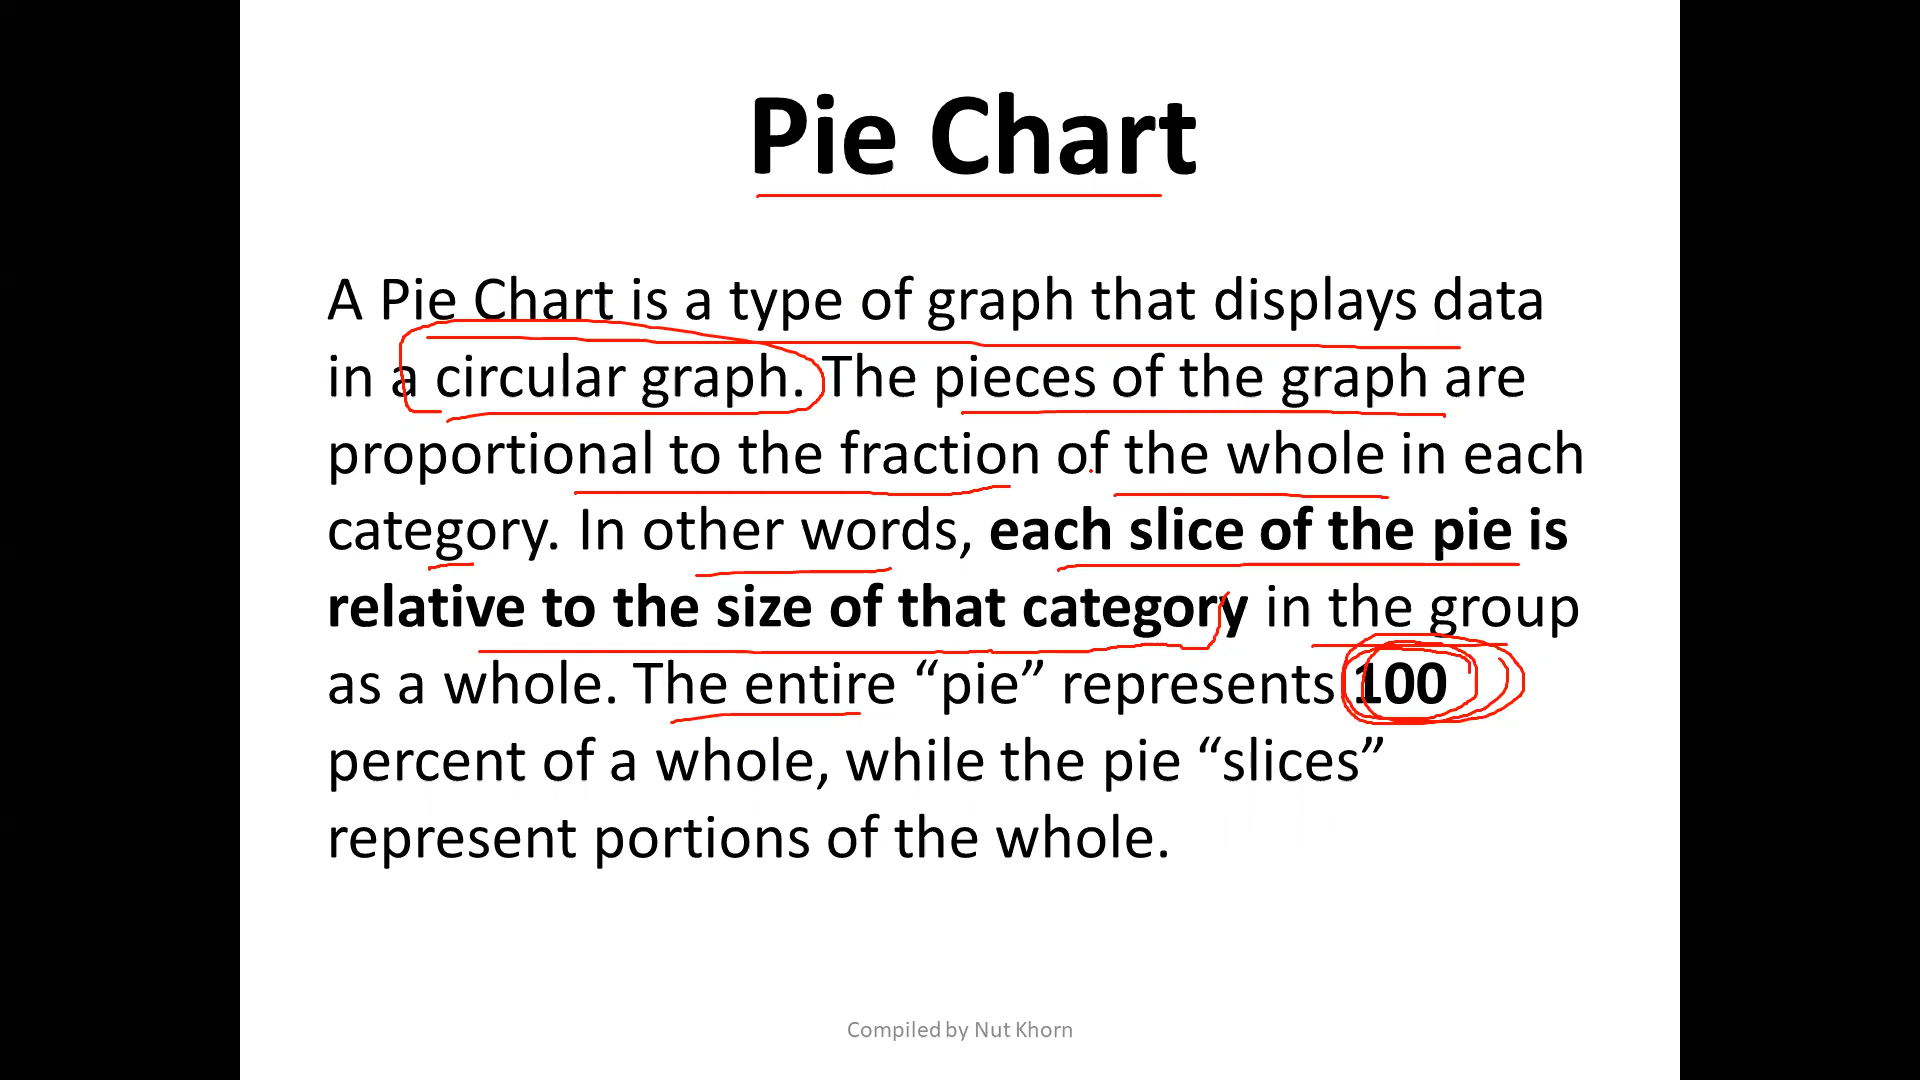 Pie Chart
A Pie Chart is a type of graph that displays data
in a circular graph. The pieces of the graph are
proportional to the fraction of the whole in each
category. In other words, each slice of the pie is
relative to the size of that category in the group
as a whole. The entire “pie” represents 100
percent of a whole, while the pie “slices”
represent portions of the whole.
Compiled by Nut Khorn